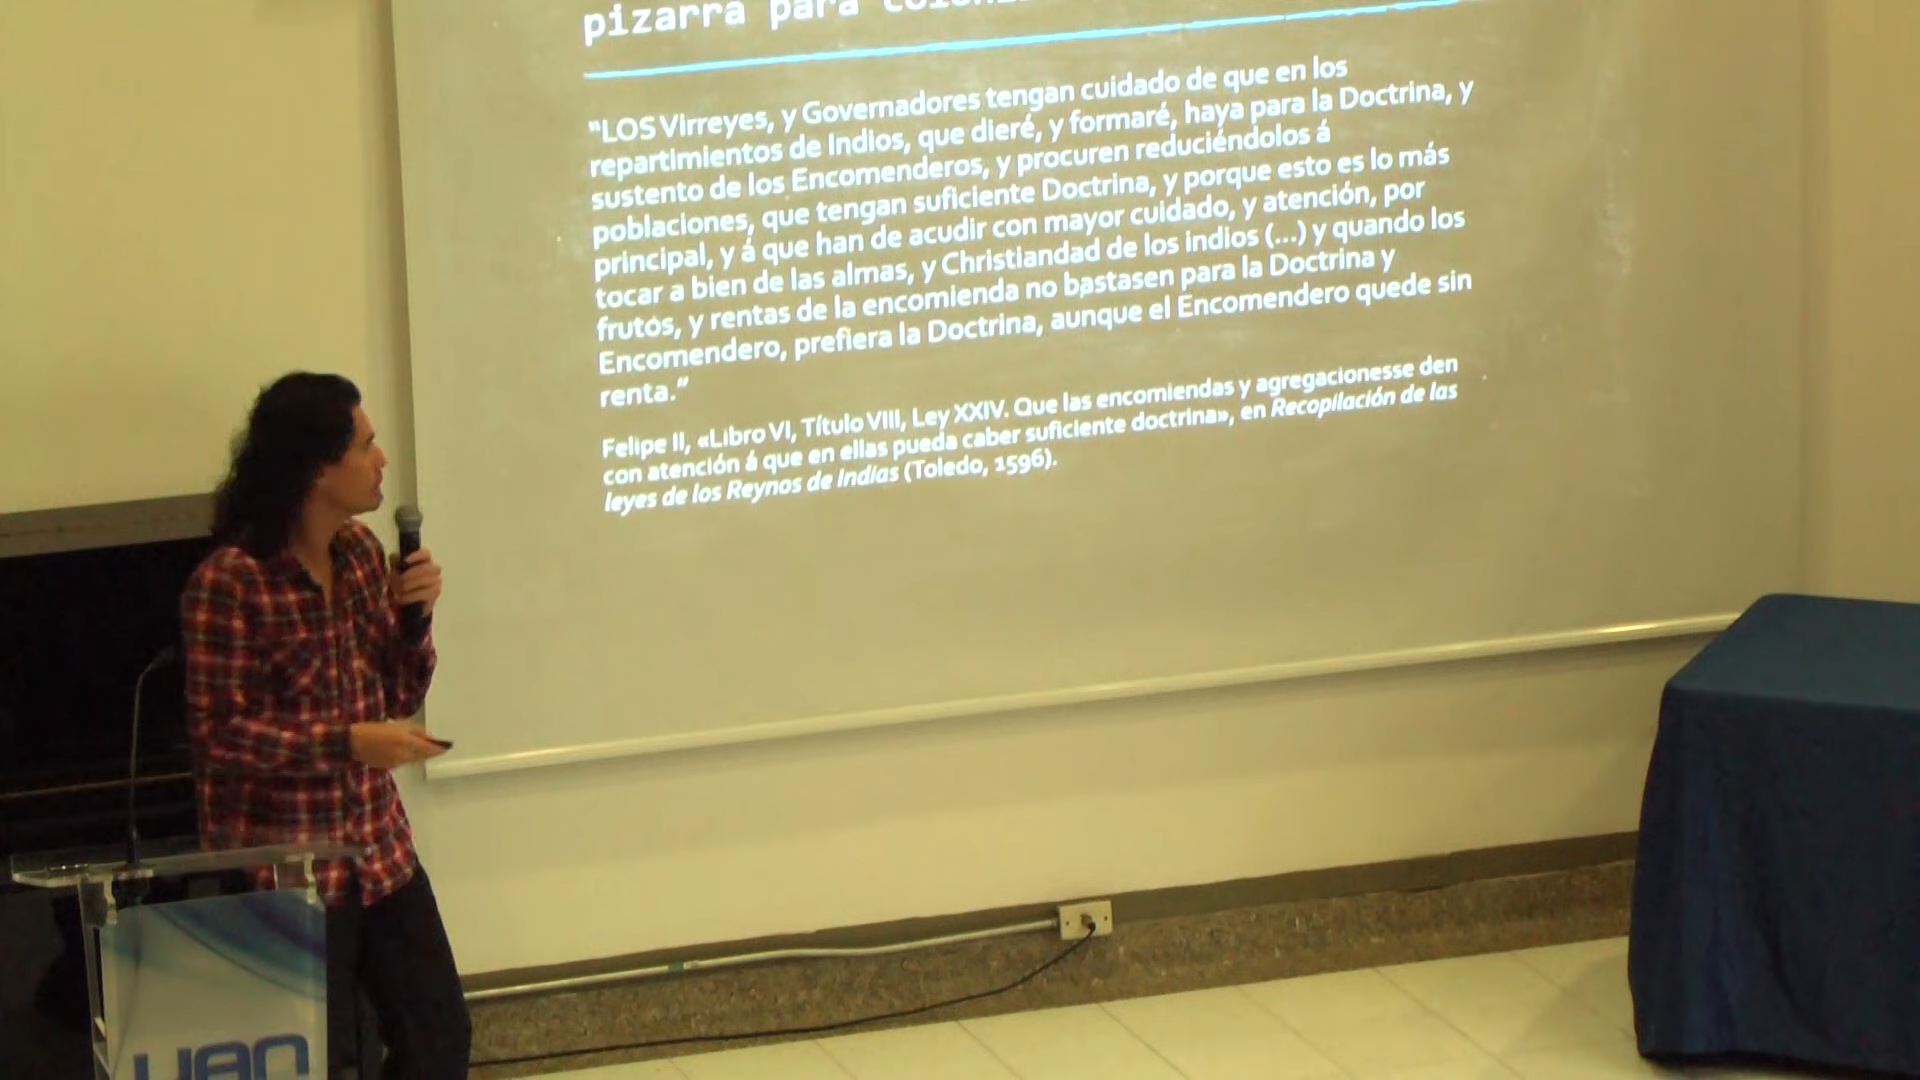 pizarra para
"LOS Virreyes, y Governadores tengan cuidado de que en los
repartimientos de Indios, que dieré, y formaré, haya para la Doctrina, y
sustento de los Encomenderos, y procuren reduciéndolos á
poblaciones, que tengan suficiente Doctrina, y porque esto es lo más
principal, y á que han de acudir con mayor cuidado, y atención, por
tocar a bien de las almas, y Christiandad de los indios (...) y quando los
frutos, y rentas de la encomienda no bastasen para la Doctrina y
Encomendero, prefiera la Doctrina, aunque el Encomendero quede sin
renta."
Felipe II, «Libro VI, Título VIII, Ley XXIV. Que las encomiendas y agregacionesse den
con atención á que en ellas pueda caber suficiente doctrina», en Recopilación de las
leyes de los Reynos de Indias (Toledo, 1596).
UAN